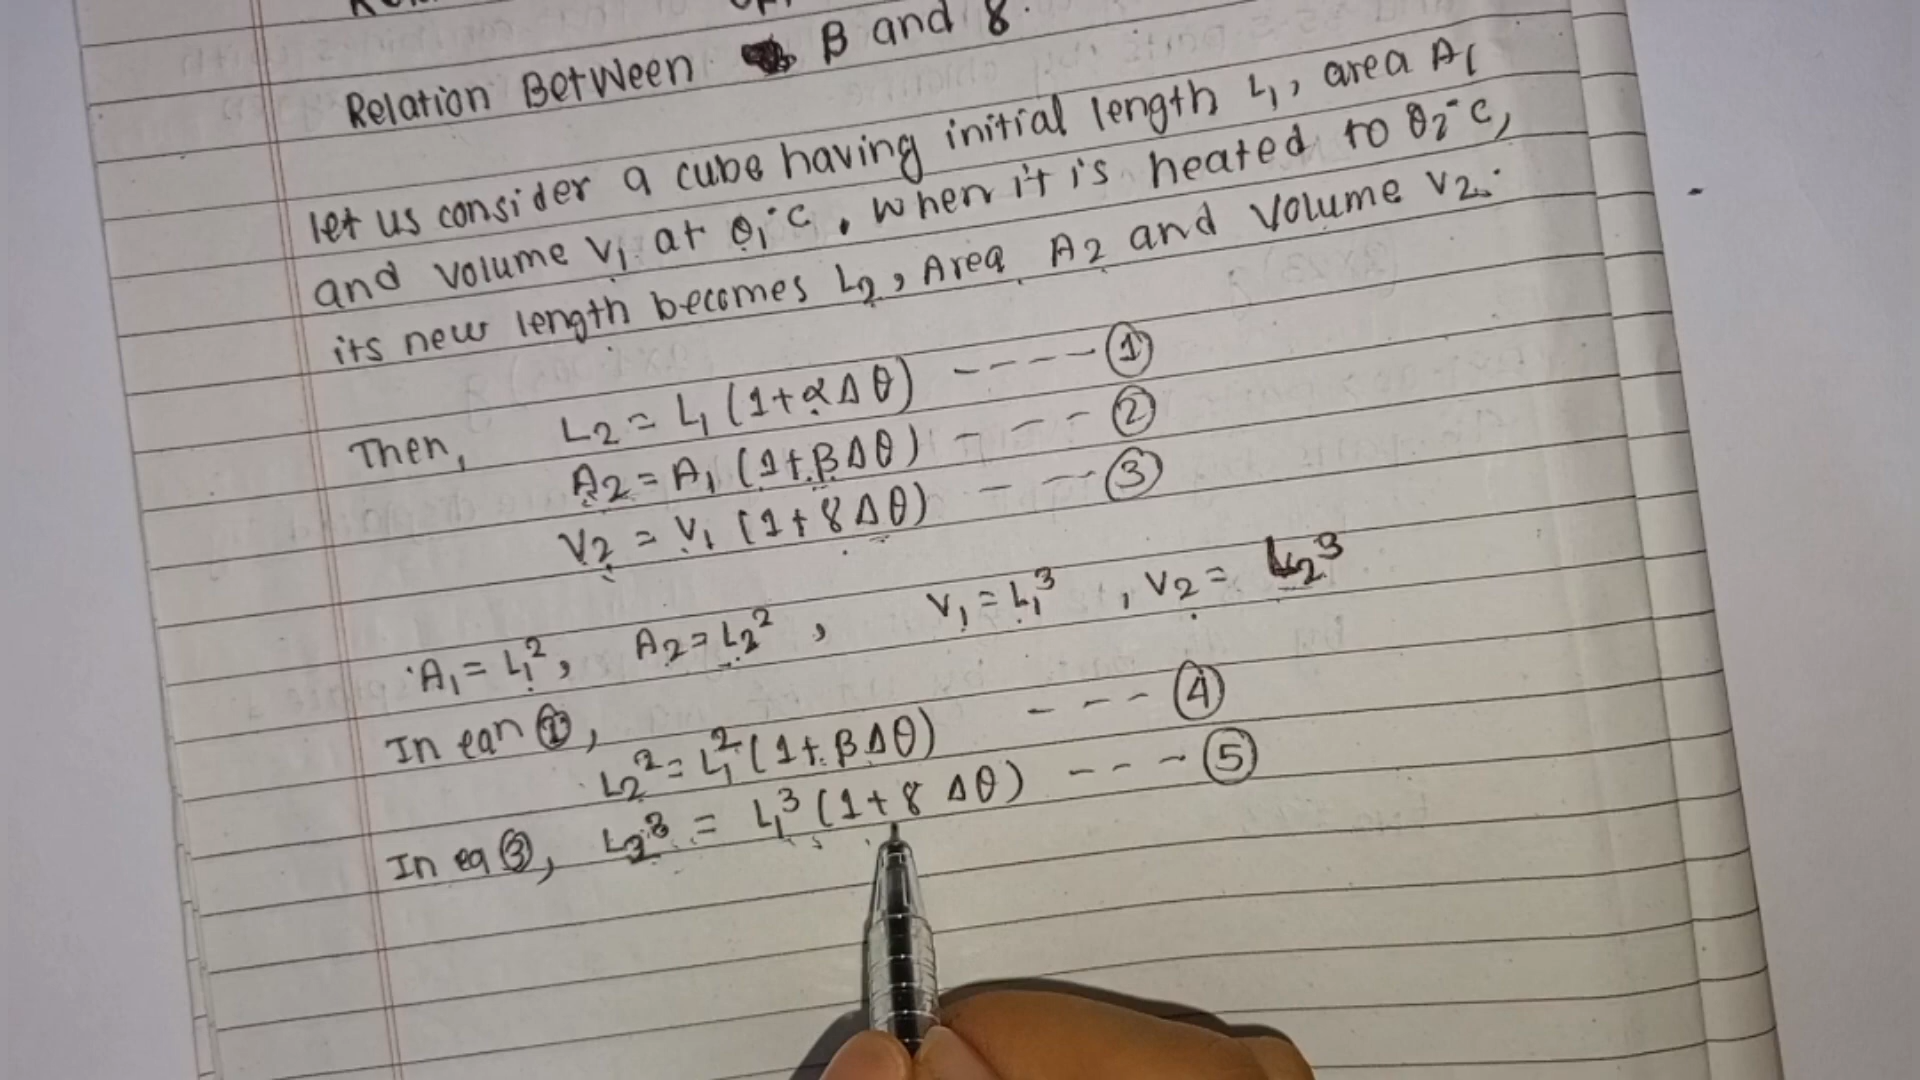 Relation Between β and γ.
let us consider a cube having initial length L₁, area A₁
and volume V₁ at θ₁°C. When it is heated to θ₂°C,
its new length becomes L₂, Area A₂ and Volume V₂.
Then, L₂ = L₁ (1+αΔθ) ---- ①
A₂ = A₁ (1+βΔθ) ---- ②
V₂ = V₁ (1+γΔθ) ---- ③
A₁ = L₁², A₂ = L₂², V₁ = L₁³, V₂ = L₂³
In eqn ②,
L₂² = L₁² (1+βΔθ) ---- ④
In eq ③, L₂³ = L₁³ (1+γ Δθ) ---- ⑤